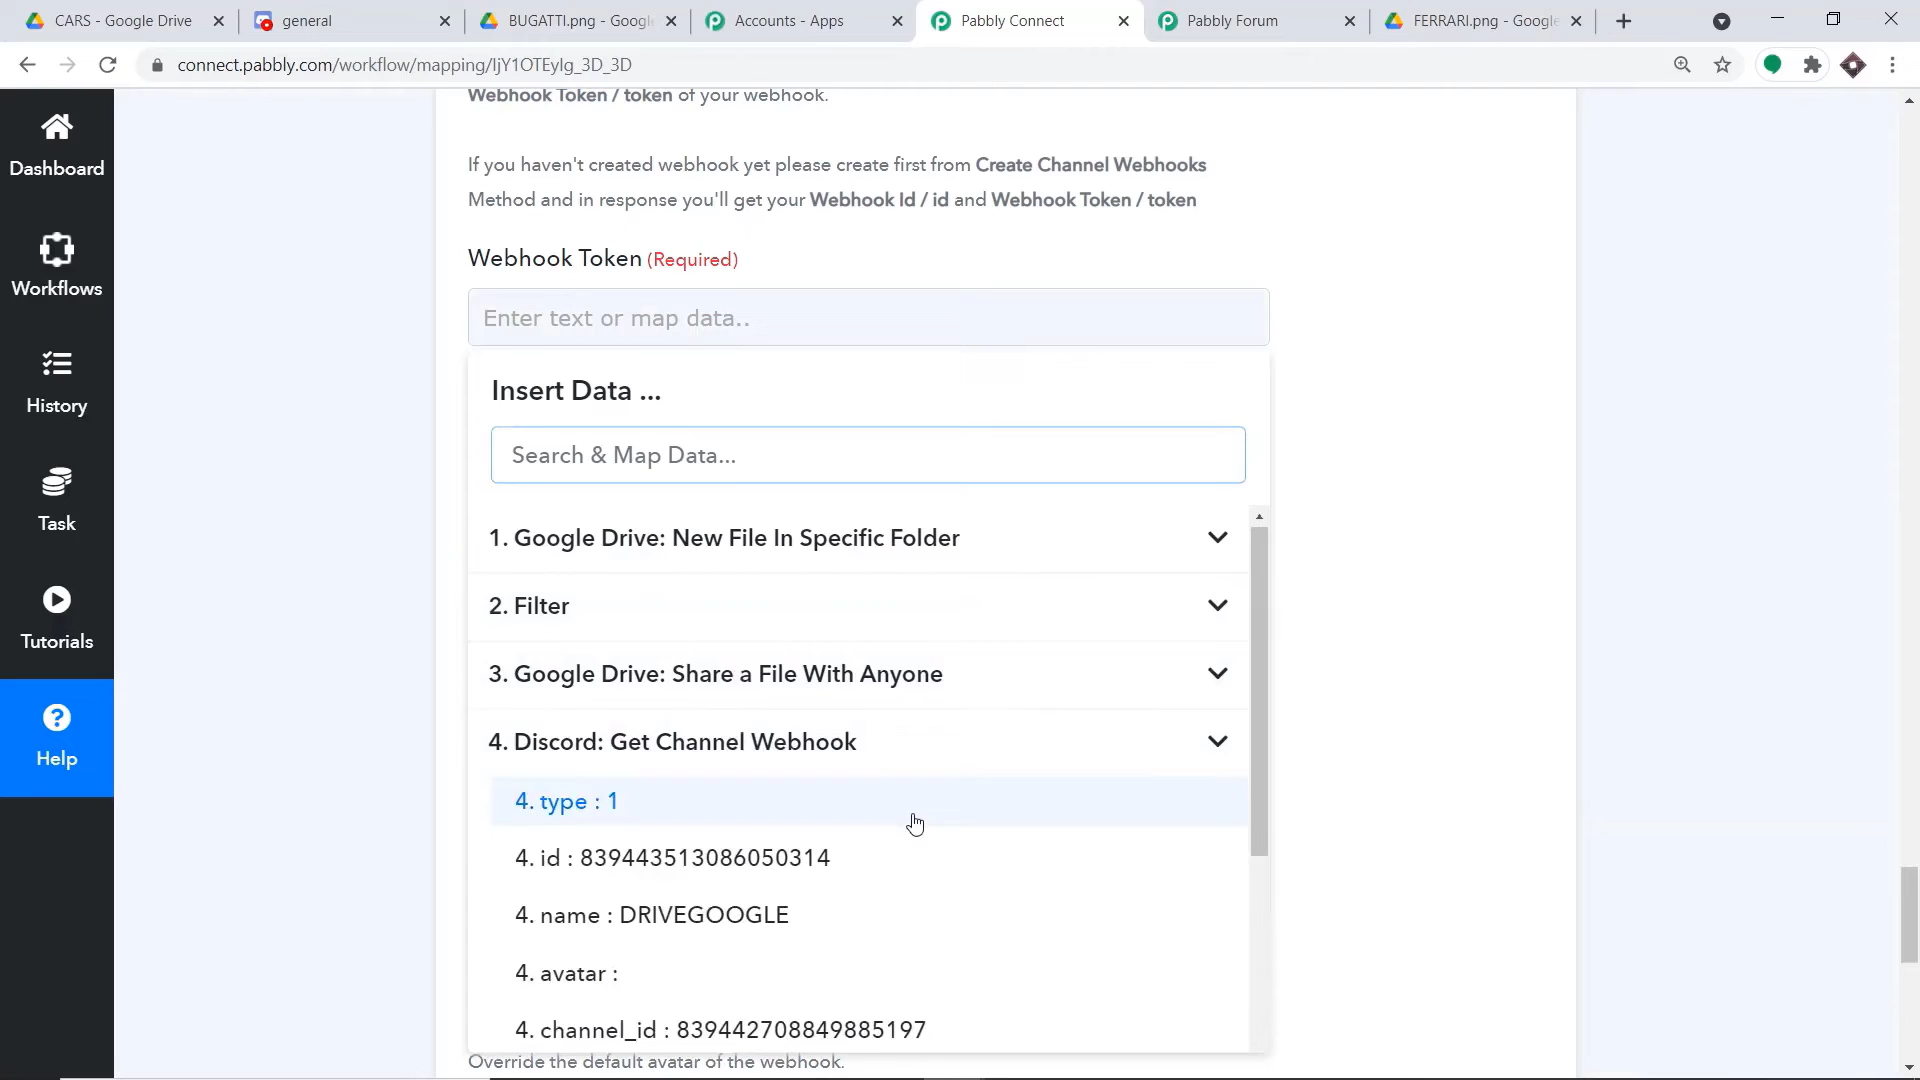 CARS - Google Drive
general
BUGATTI.png - Google
Accounts - Apps
Pabbly Connect
Pabbly Forum
FERRARI.png - Google
connect.pabbly.com/workflow/mapping/IjY1OTEyIg_3D_3D
Dashboard
Workflows
History
Task
Tutorials
Help
Webhook Token / token of your webhook.
If you haven't created webhook yet please create first from Create Channel Webhooks
Method and in response you'll get your Webhook Id / id and Webhook Token / token
Webhook Token (Required)
Enter text or map data..
Insert Data ...
Search & Map Data...
1. Google Drive: New File In Specific Folder
2. Filter
3. Google Drive: Share a File With Anyone
4. Discord: Get Channel Webhook
4. type : 1
4. id : 839443513086050314
4. name : DRIVEGOOGLE
4. avatar :
4. channel_id : 839442708849885197
Override the default avatar of the webhook.